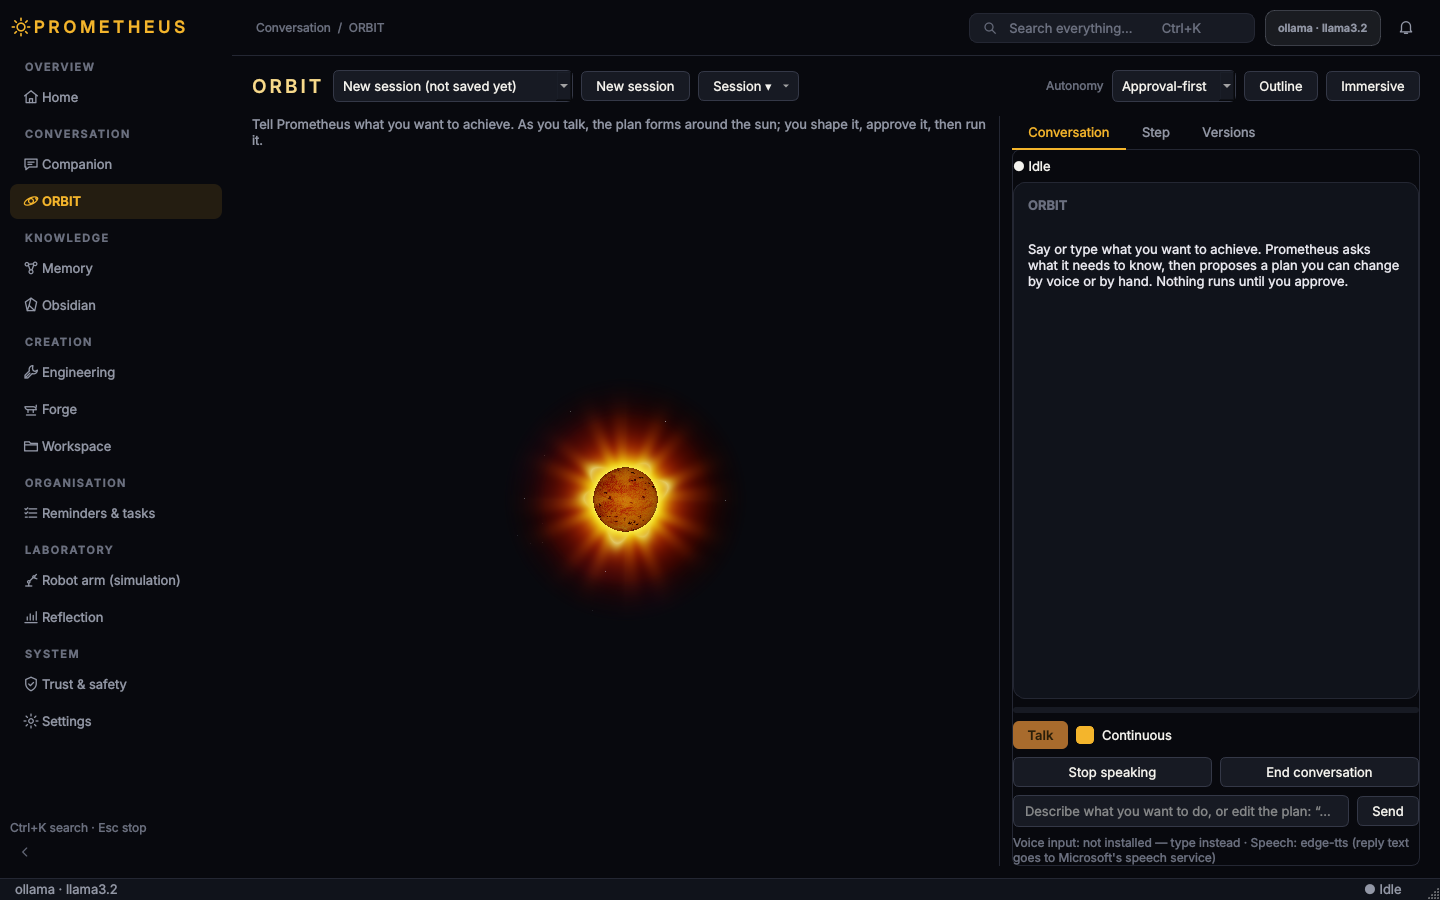 PROMETHEUS
Conversation / ORBIT
Search everything... Ctrl+K
ollama · llama3.2
OVERVIEW
Home
CONVERSATION
Companion
ORBIT
KNOWLEDGE
Memory
Obsidian
CREATION
Engineering
Forge
Workspace
ORGANISATION
Reminders & tasks
LABORATORY
Robot arm (simulation)
Reflection
SYSTEM
Trust & safety
Settings
Ctrl+K search · Esc stop
ORBIT
New session (not saved yet)
New session
Session ▾
Autonomy
Approval-first
Outline
Immersive
Tell Prometheus what you want to achieve. As you talk, the plan forms around the sun; you shape it, approve it, then run
it.
Conversation
Step
Versions
Idle
ORBIT
Say or type what you want to achieve. Prometheus asks
what it needs to know, then proposes a plan you can change
by voice or by hand. Nothing runs until you approve.
Talk
Continuous
Stop speaking
End conversation
Describe what you want to do, or edit the plan: “...
Send
Voice input: not installed — type instead · Speech: edge-tts (reply text
goes to Microsoft's speech service)
ollama · llama3.2
Idle